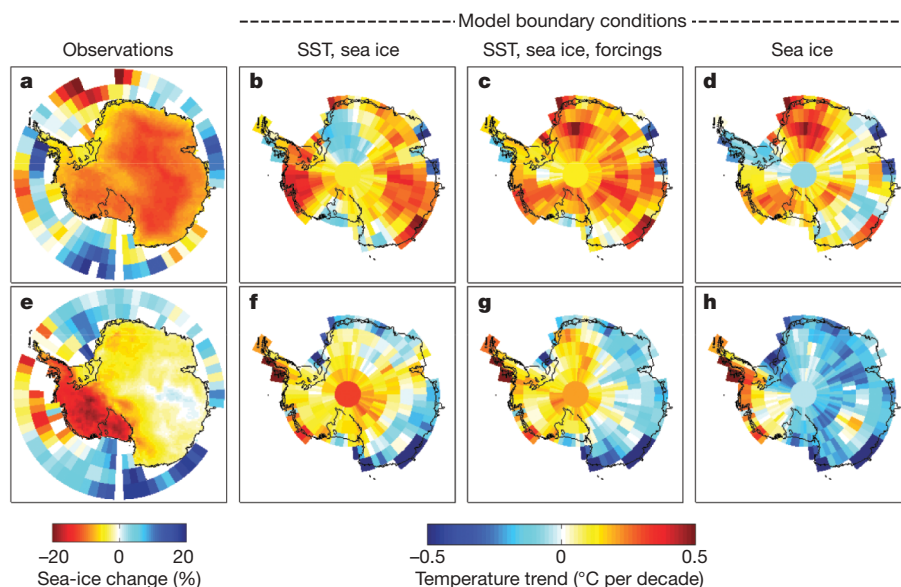 Model boundary conditions
Observations
SST, sea ice
SST, sea ice, forcings
Sea ice
a
b
c
d
e
f
g
h
−20 0 20
Sea-ice change (%)
−0.5 0 0.5
Temperature trend (°C per decade)